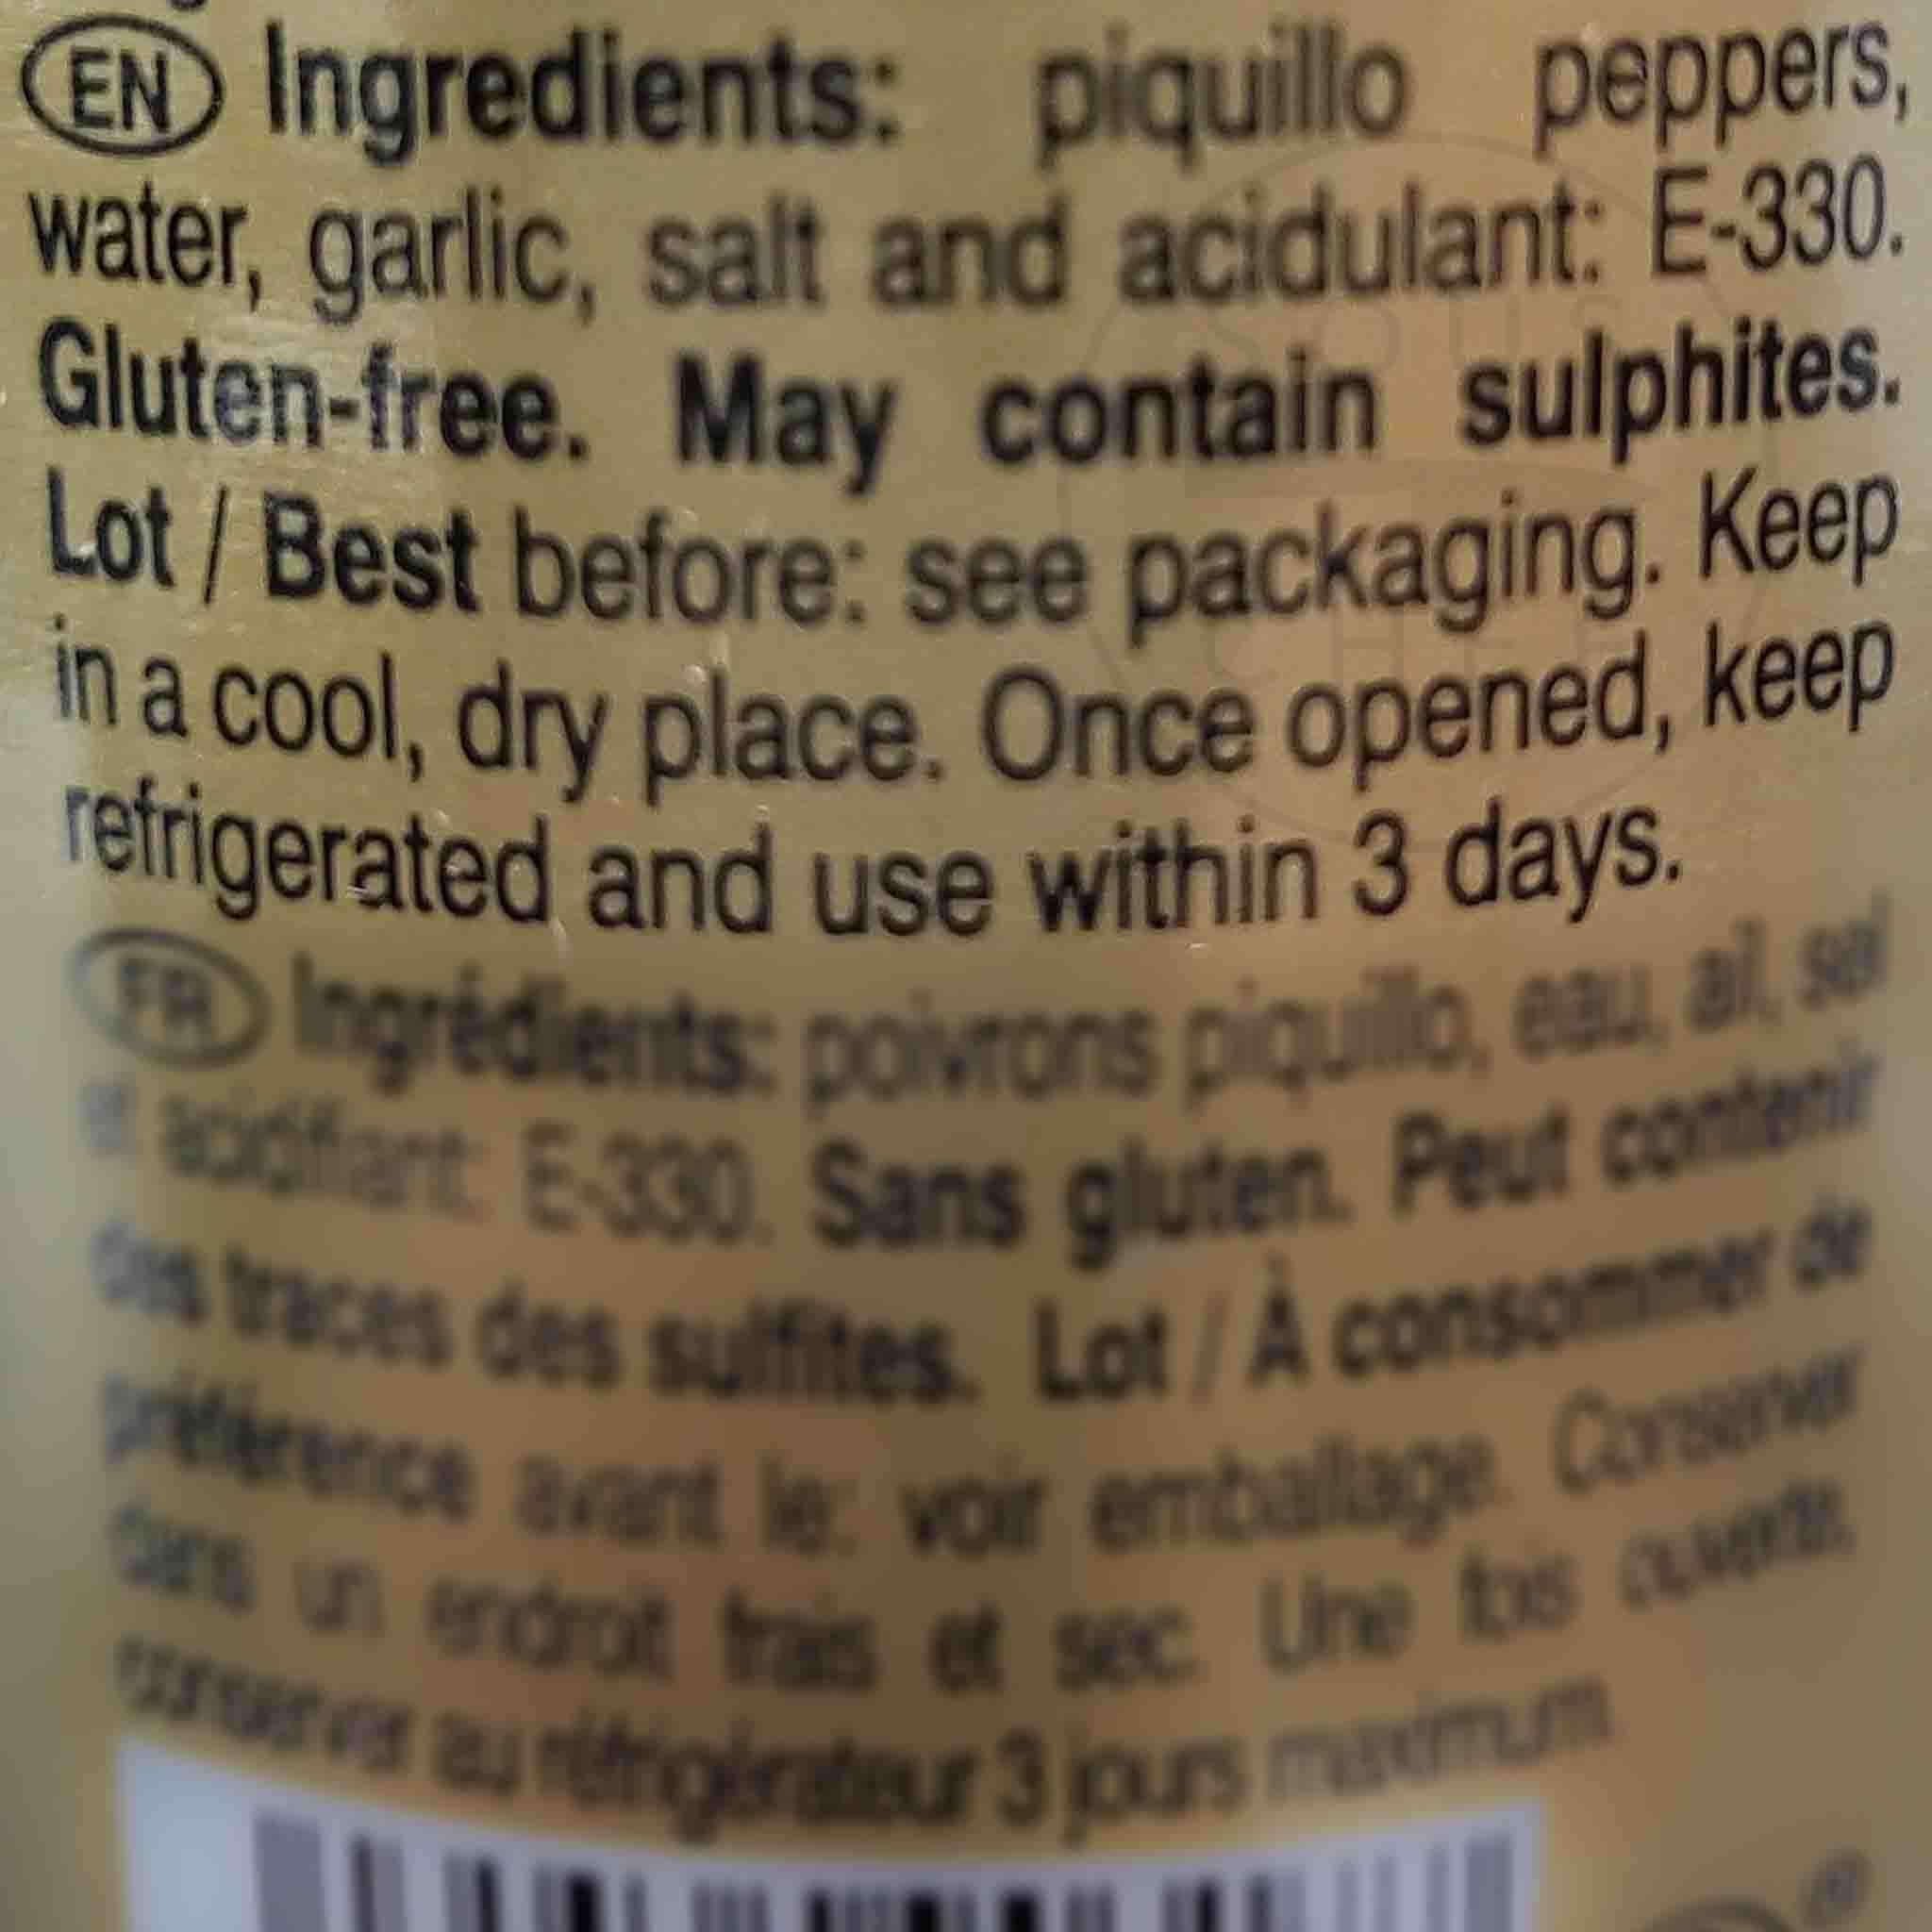 EN Ingredients: piquillo peppers,
water, garlic, salt and acidulant: E-330.
Gluten-free. May contain sulphites.
Lot / Best before: see packaging. Keep
in a cool, dry place. Once opened, keep
refrigerated and use within 3 days.
FR Ingrédients: poivrons piquillo, eau, ail, sel
et acidifiant: E-330. Sans gluten. Peut contenir
des traces des sulfites. Lot / À consommer de
préférence avant le: voir emballage. Conserver
dans un endroit frais et sec. Une fois ouverte,
conserver au réfrigérateur 3 jours maximum